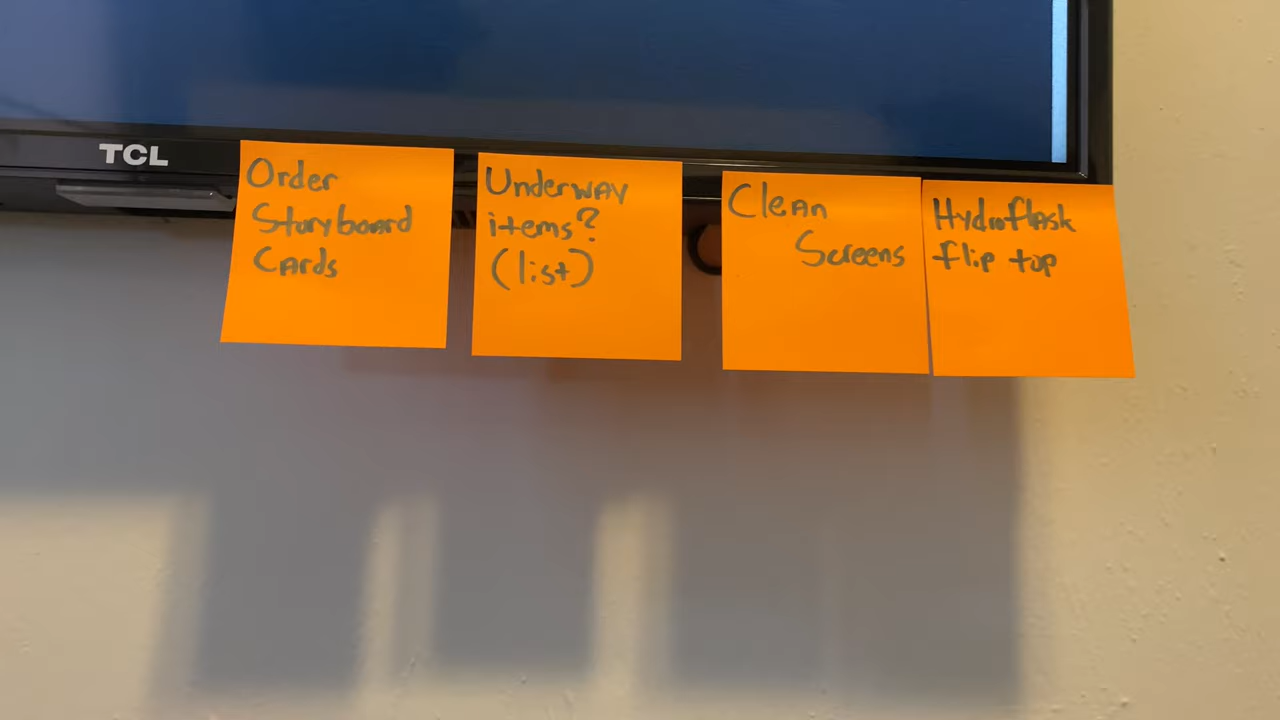 TCL
Order
Storyboard
Cards
Underway
items?
(list)
Clean
Screens
Hydroflask
flip top